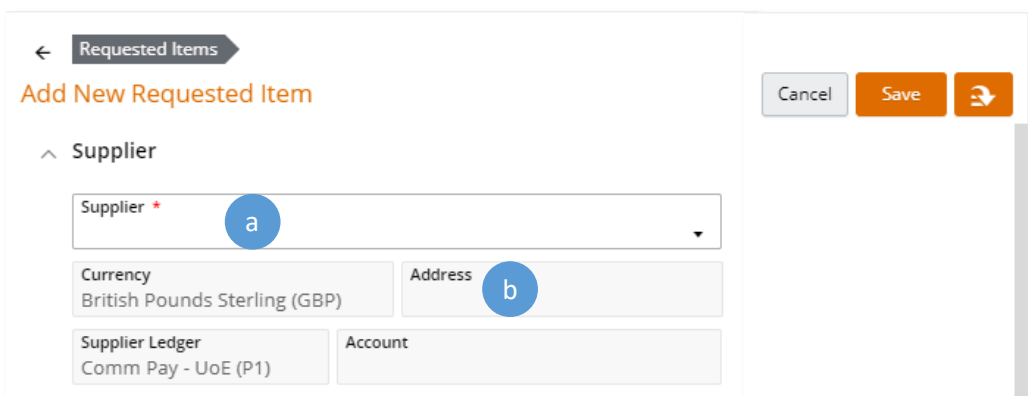 Requested Items
Add New Requested Item
Cancel
Save
Supplier
Supplier *
a
Currency
British Pounds Sterling (GBP)
Address
b
Supplier Ledger
Comm Pay - UoE (P1)
Account